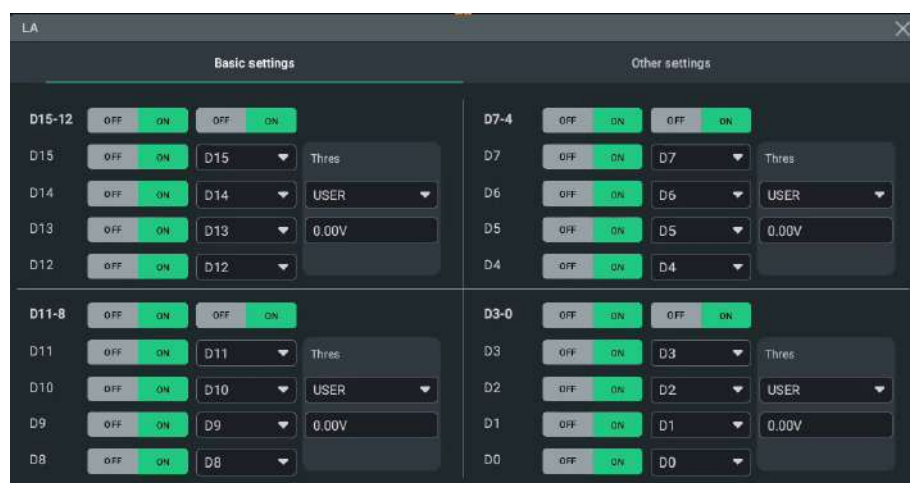 LA
Basic settings Other settings
D15-12 OFF ON OFF ON
D15 OFF ON D15 Thres
D14 OFF ON D14 USER
D13 OFF ON D13 0.00V
D12 OFF ON D12
D7-4 OFF ON OFF ON
D7 OFF ON D7 Thres
D6 OFF ON D6 USER
D5 OFF ON D5 0.00V
D4 OFF ON D4
D11-8 OFF ON OFF ON
D11 OFF ON D11 Thres
D10 OFF ON D10 USER
D9 OFF ON D9 0.00V
D8 OFF ON D8
D3-0 OFF ON OFF ON
D3 OFF ON D3 Thres
D2 OFF ON D2 USER
D1 OFF ON D1 0.00V
D0 OFF ON D0